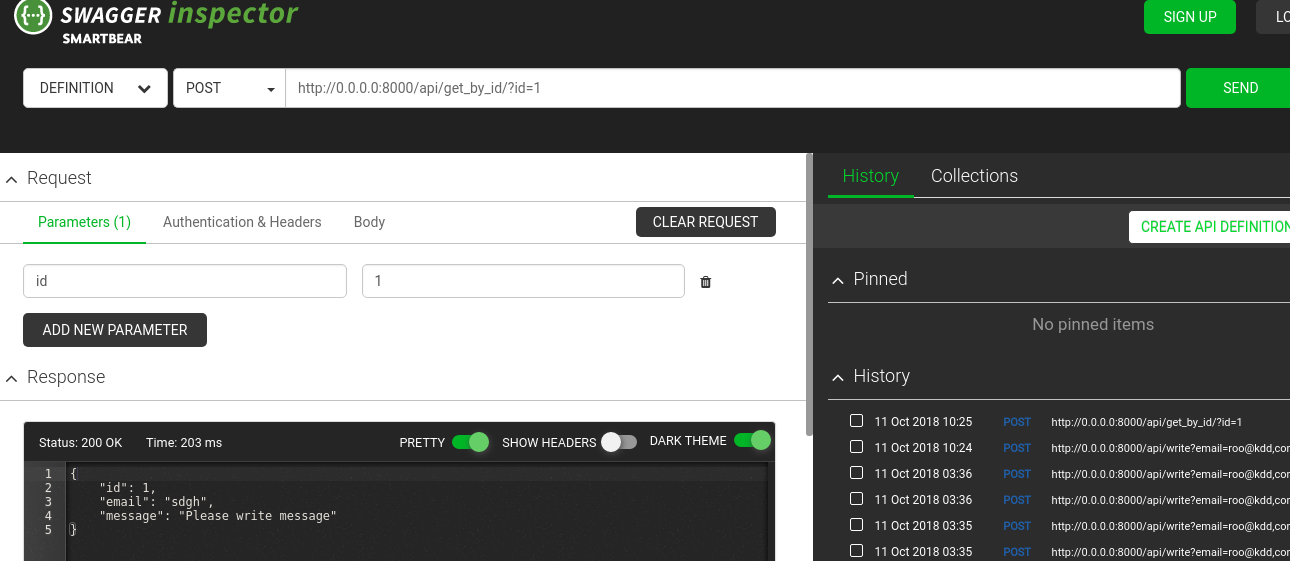 SWAGGER inspector
SMARTBEAR
SIGN UP
LO
DEFINITION
POST
http://0.0.0.0:8000/api/get_by_id/?id=1
SEND
Request
Parameters (1)
Authentication & Headers
Body
CLEAR REQUEST
id
1
ADD NEW PARAMETER
Response
Status: 200 OK
Time: 203 ms
PRETTY
SHOW HEADERS
DARK THEME
1 {
2 "id": 1,
3 "email": "sdgh",
4 "message": "Please write message"
5 }
History
Collections
CREATE API DEFINITION
Pinned
No pinned items
History
11 Oct 2018 10:25 POST http://0.0.0.0:8000/api/get_by_id/?id=1
11 Oct 2018 10:24 POST http://0.0.0.0:8000/api/write?email=roo@kdd,cor
11 Oct 2018 03:36 POST http://0.0.0.0:8000/api/write?email=roo@kdd,cor
11 Oct 2018 03:36 POST http://0.0.0.0:8000/api/write?email=roo@kdd,cor
11 Oct 2018 03:35 POST http://0.0.0.0:8000/api/write?email=roo@kdd,cor
11 Oct 2018 03:35 POST http://0.0.0.0:8000/api/write?email=roo@kdd,cor